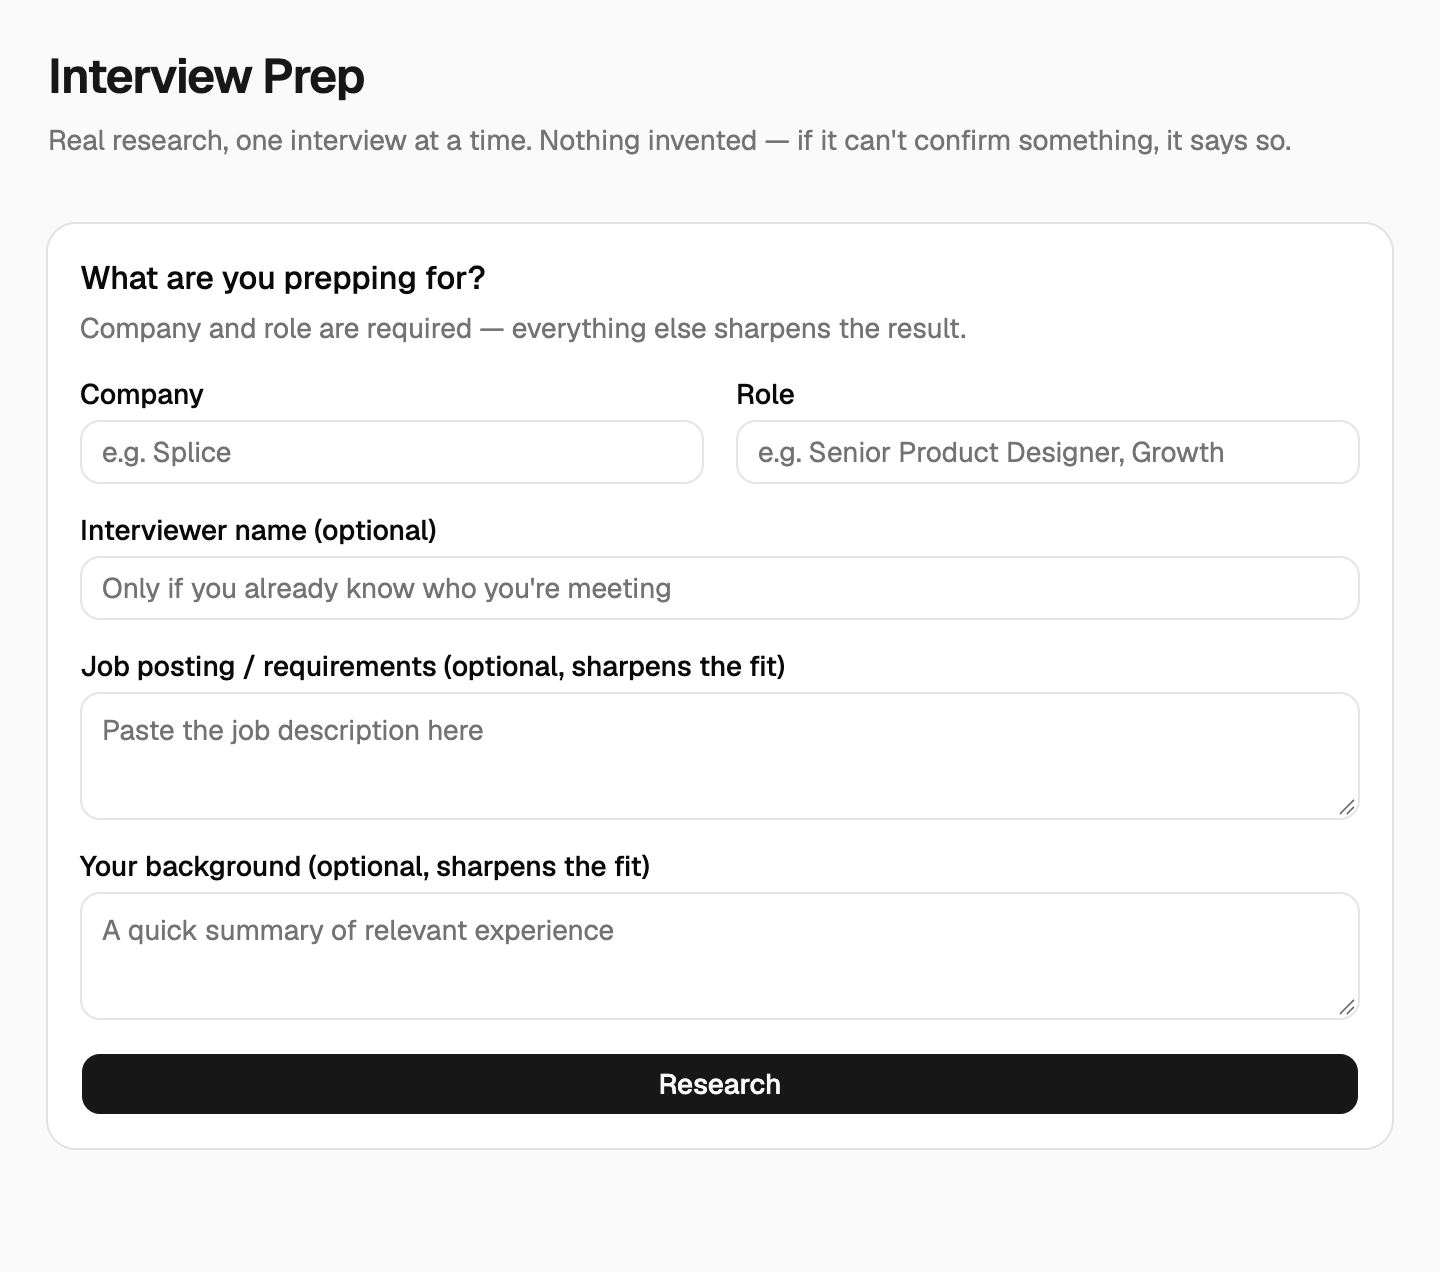 Interview Prep
Real research, one interview at a time. Nothing invented — if it can't confirm something, it says so.
What are you prepping for?
Company and role are required — everything else sharpens the result.
Company
Role
e.g. Splice
e.g. Senior Product Designer, Growth
Interviewer name (optional)
Only if you already know who you're meeting
Job posting / requirements (optional, sharpens the fit)
Paste the job description here
Your background (optional, sharpens the fit)
A quick summary of relevant experience
Research